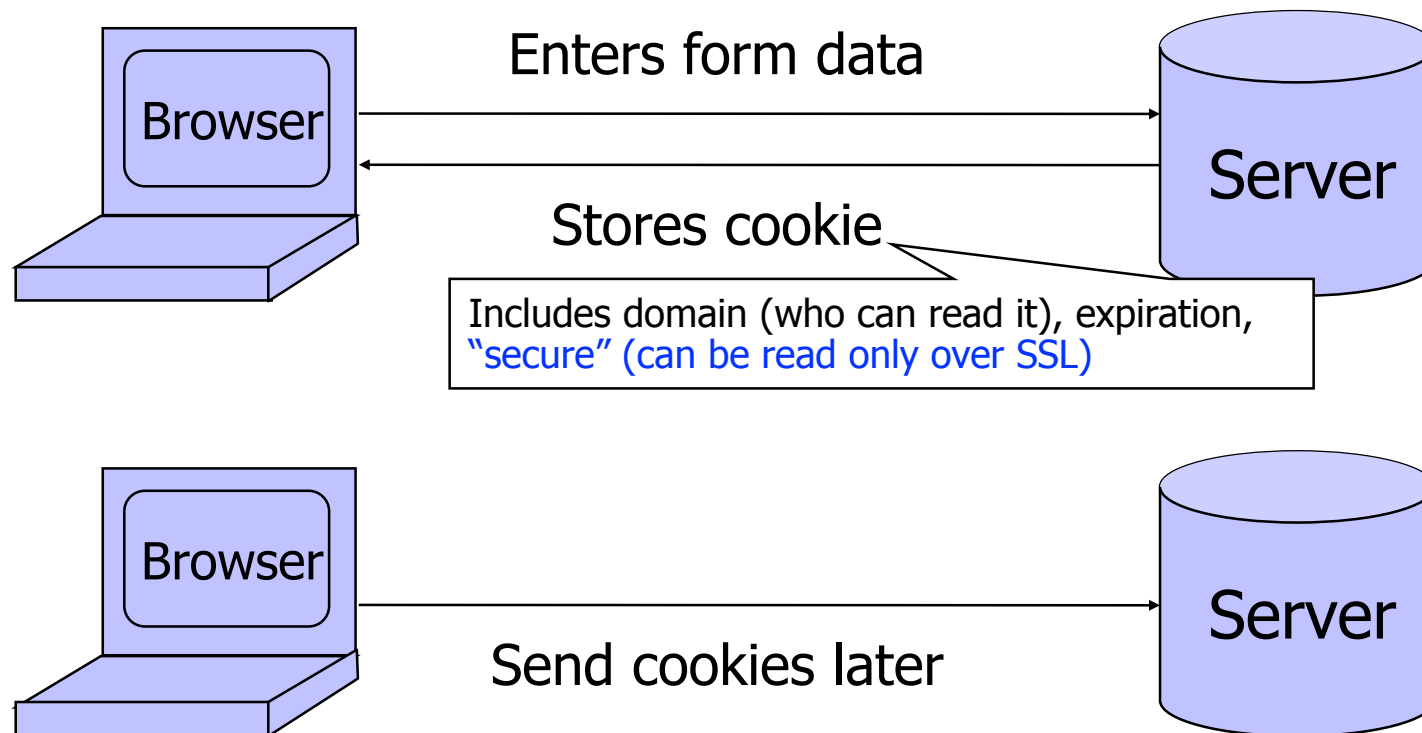 Enters form data
Browser
Server
Stores cookie
Includes domain (who can read it), expiration,
“secure” (can be read only over SSL)
Browser
Server
Send cookies later